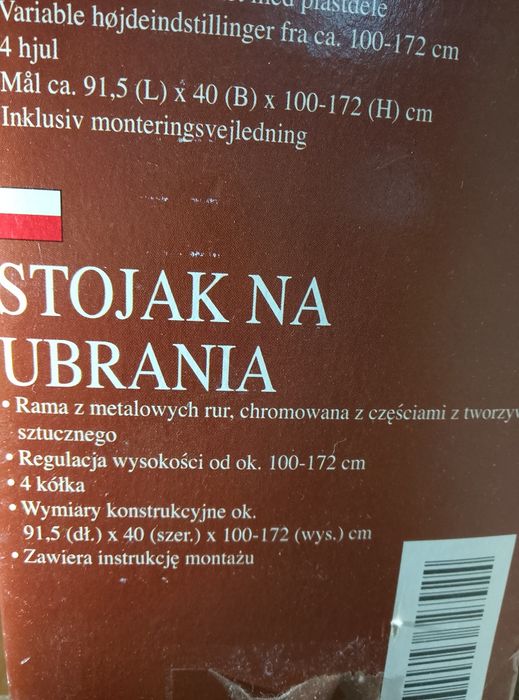 med plastdele
Variable højdeindstillinger fra ca. 100-172 cm
4 hjul
Mål ca. 91,5 (L) x 40 (B) x 100-172 (H) cm
Inklusiv monteringsvejledning
STOJAK NA
UBRANIA
• Rama z metalowych rur, chromowana z częściami z tworzyw
sztucznego
• Regulacja wysokości od ok. 100-172 cm
• 4 kółka
• Wymiary konstrukcyjne ok.
91,5 (dł.) x 40 (szer.) x 100-172 (wys.) cm
• Zawiera instrukcję montażu